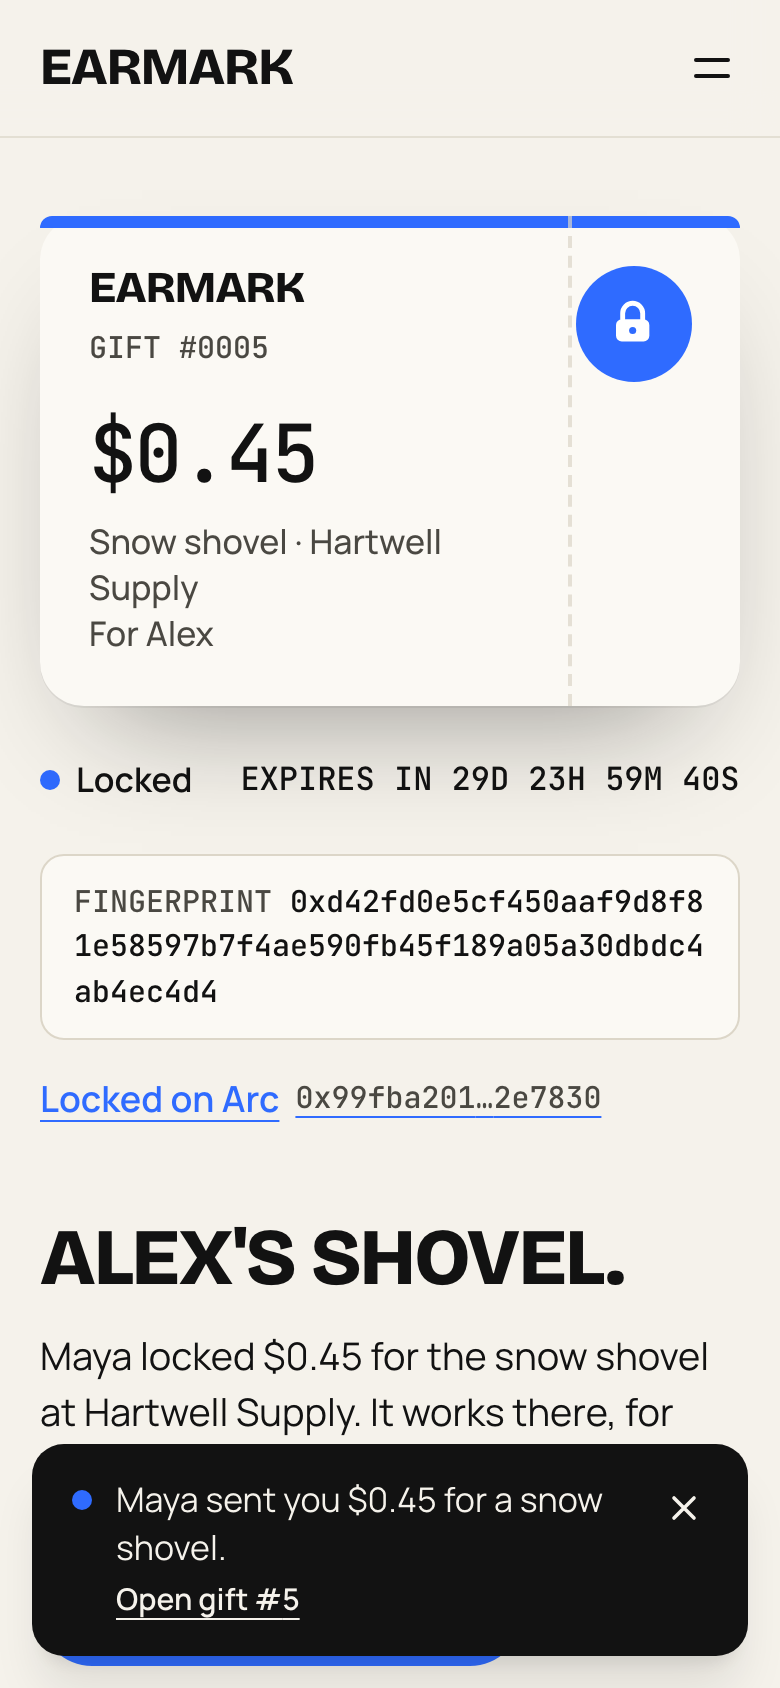 EARMARK
EARMARK
GIFT #0005
$0.45
Snow shovel · Hartwell
Supply
For Alex
Locked EXPIRES IN 29D 23H 59M 40S
FINGERPRINT 0xd42fd0e5cf450aaf9d8f8
1e58597b7f4ae590fb45f189a05a30dbdc4
ab4ec4d4
Locked on Arc 0x99fba201…2e7830
ALEX'S SHOVEL.
Maya locked $0.45 for the snow shovel
at Hartwell Supply. It works there, for
Maya sent you $0.45 for a snow
shovel.
Open gift #5